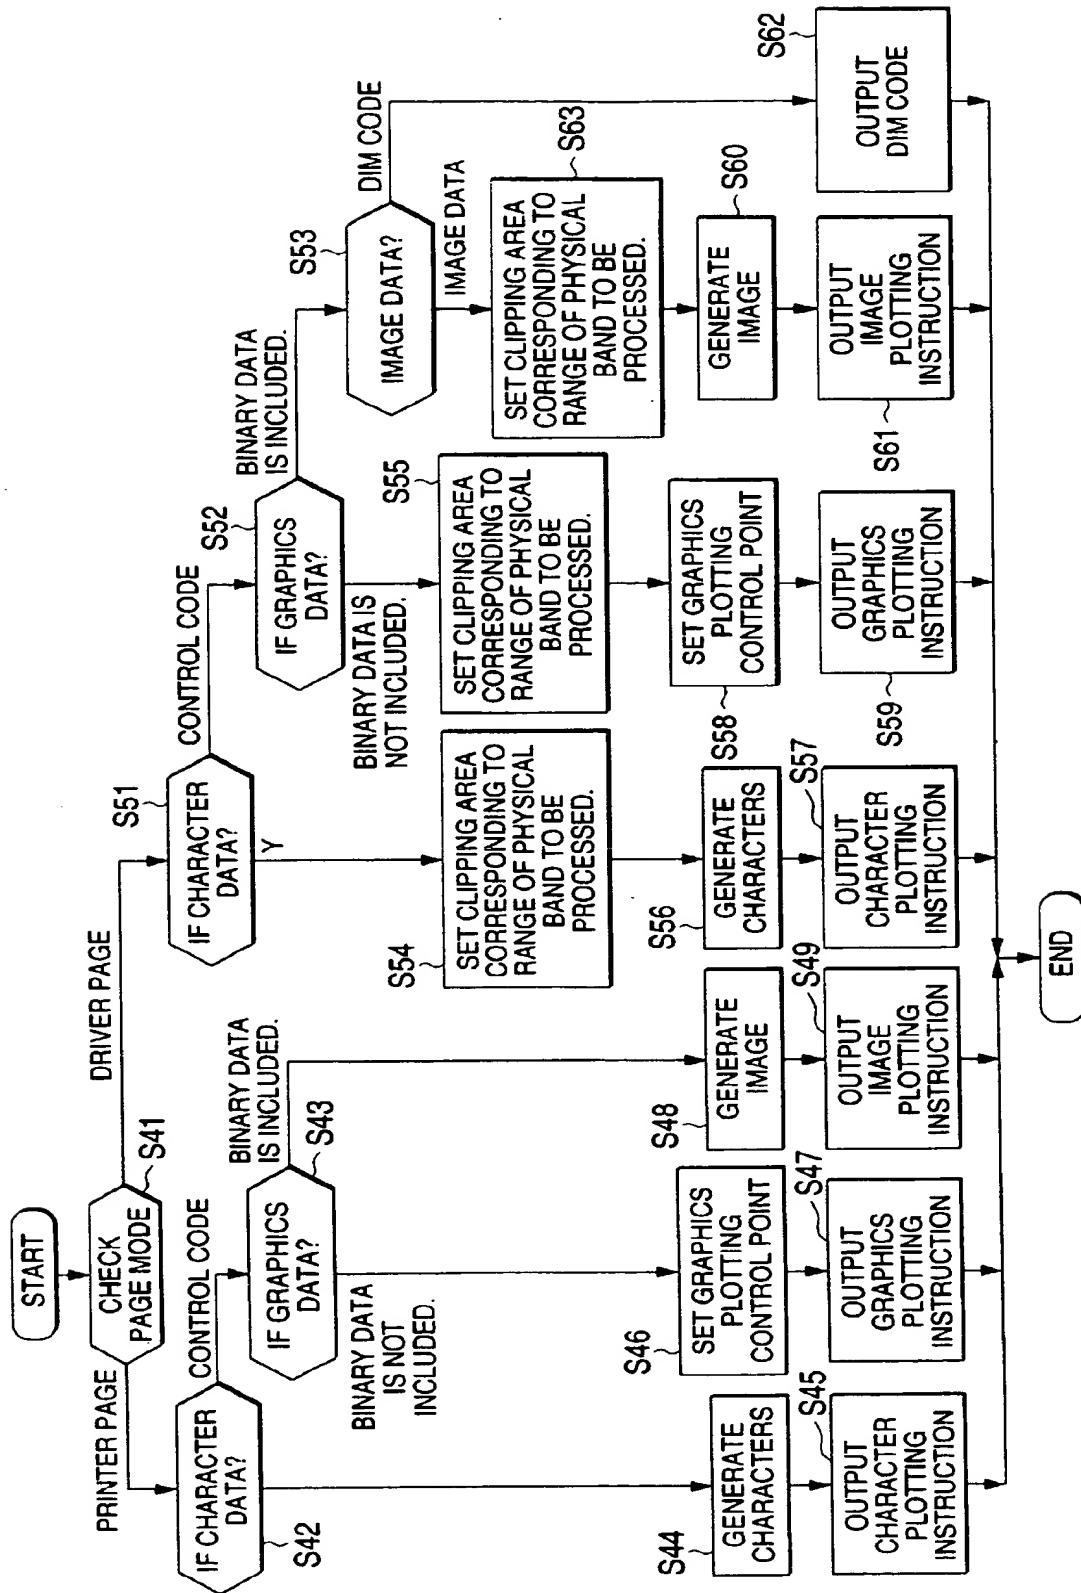 START
CHECK
PAGE MODE
S41
PRINTER PAGE
DRIVER PAGE
IF CHARACTER
DATA?
S42
CONTROL CODE
IF GRAPHICS
DATA?
S43
BINARY DATA
IS INCLUDED.
BINARY DATA
IS NOT
INCLUDED.
GENERATE
CHARACTERS
S44
OUTPUT
CHARACTER
PLOTTING
INSTRUCTION
S45
SET GRAPHICS
PLOTTING
CONTROL POINT
S46
OUTPUT
GRAPHICS
PLOTTING
INSTRUCTION
S47
GENERATE
IMAGE
S48
OUTPUT
IMAGE
PLOTTING
INSTRUCTION
S49
IF CHARACTER
DATA?
S51
CONTROL CODE
Y
SET CLIPPING AREA
CORRESPONDING TO
RANGE OF PHYSICAL
BAND TO BE
PROCESSED.
S54
GENERATE
CHARACTERS
S56
OUTPUT
CHARACTER
PLOTTING
INSTRUCTION
S57
IF GRAPHICS
DATA?
S52
BINARY DATA
IS INCLUDED.
BINARY DATA IS
NOT INCLUDED.
SET CLIPPING AREA
CORRESPONDING TO
RANGE OF PHYSICAL
BAND TO BE
PROCESSED.
S55
SET GRAPHICS
PLOTTING
CONTROL POINT
S58
OUTPUT
GRAPHICS
PLOTTING
INSTRUCTION
S59
IMAGE DATA?
S53
DIM CODE
IMAGE DATA
SET CLIPPING AREA
CORRESPONDING TO
RANGE OF PHYSICAL
BAND TO BE
PROCESSED.
S63
GENERATE
IMAGE
S60
OUTPUT
IMAGE
PLOTTING
INSTRUCTION
S61
OUTPUT
DIM CODE
S62
END